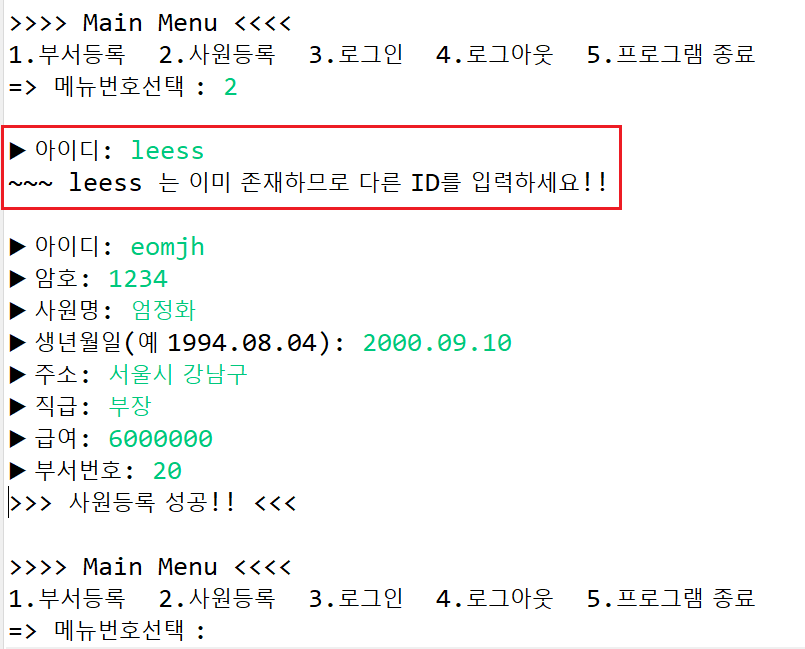 >>>> Main Menu <<<<
1.부서등록  2.사원등록  3.로그인  4.로그아웃  5.프로그램 종료
=> 메뉴번호선택 : 2
▶ 아이디: leess
~~~ leess 는 이미 존재하므로 다른 ID를 입력하세요!!
▶ 아이디: eomjh
▶ 암호: 1234
▶ 사원명: 엄정화
▶ 생년월일(예 1994.08.04): 2000.09.10
▶ 주소: 서울시 강남구
▶ 직급: 부장
▶ 급여: 6000000
▶ 부서번호: 20
>>> 사원등록 성공!! <<<
>>>> Main Menu <<<<
1.부서등록  2.사원등록  3.로그인  4.로그아웃  5.프로그램 종료
=> 메뉴번호선택 :